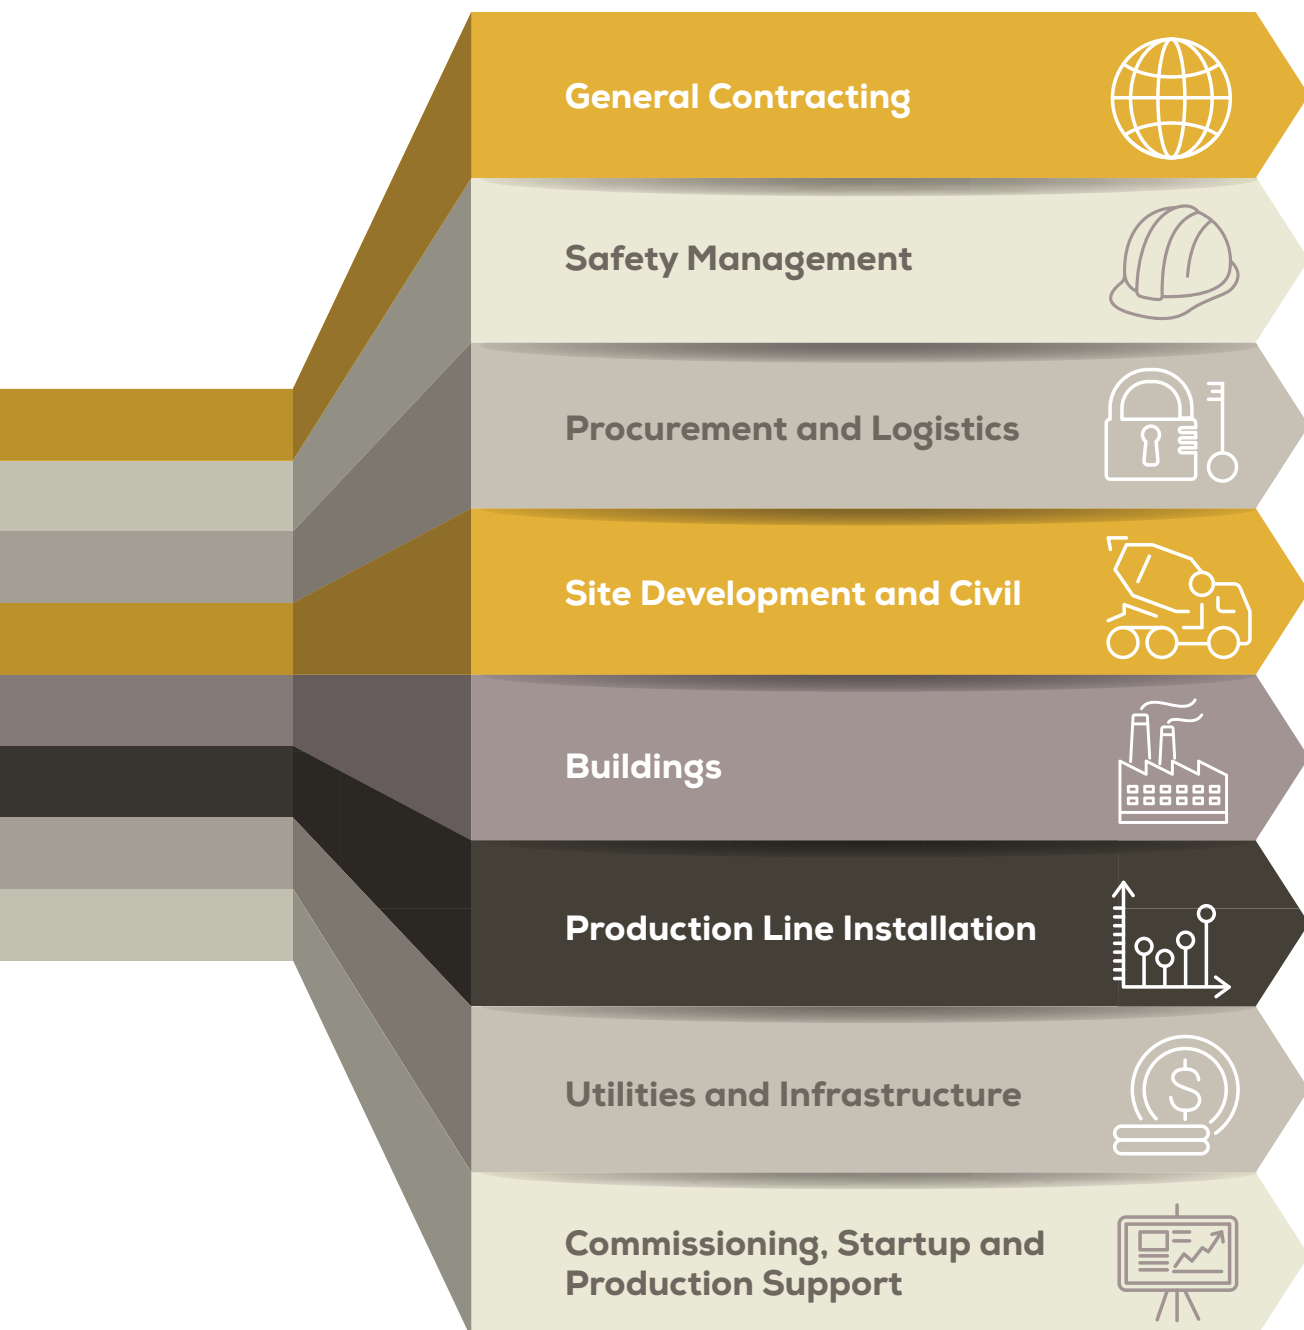 General Contracting
Safety Management
Procurement and Logistics
Site Development and Civil
Buildings
Production Line Installation
Utilities and Infrastructure
$
Commissioning, Startup and
Production Support